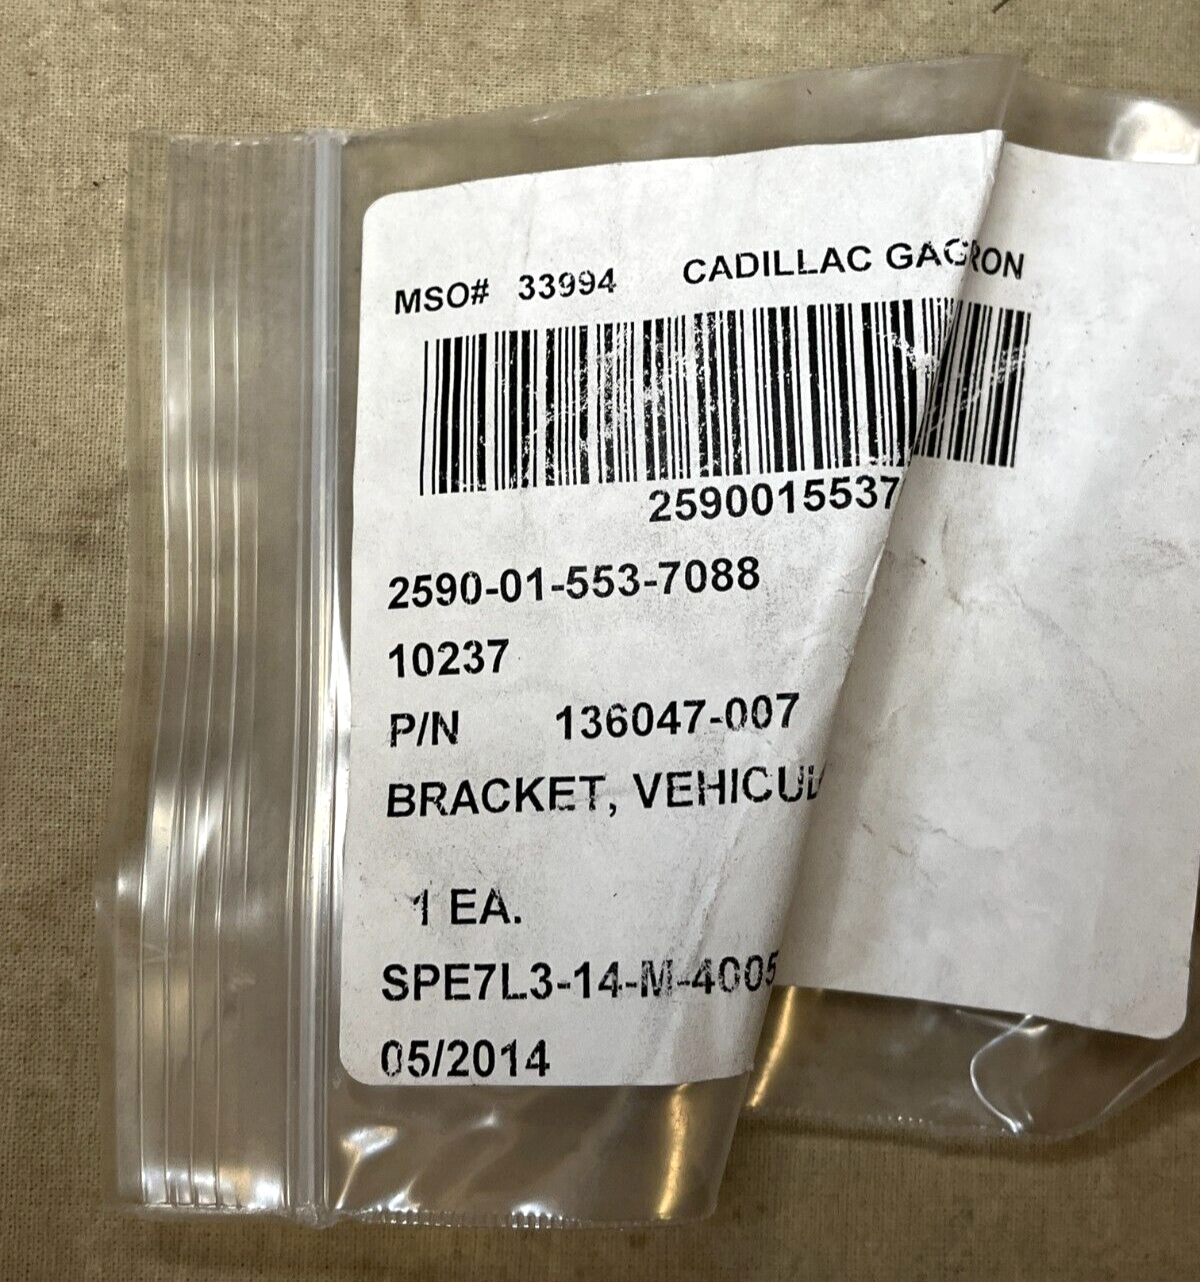 MSO# 33994 CADILLAC
2590015537
2590-01-553-7088
10237
P/N 136047-007
BRACKET, VEHICUL
1 EA.
SPE7L3-14-M-4005
05/2014